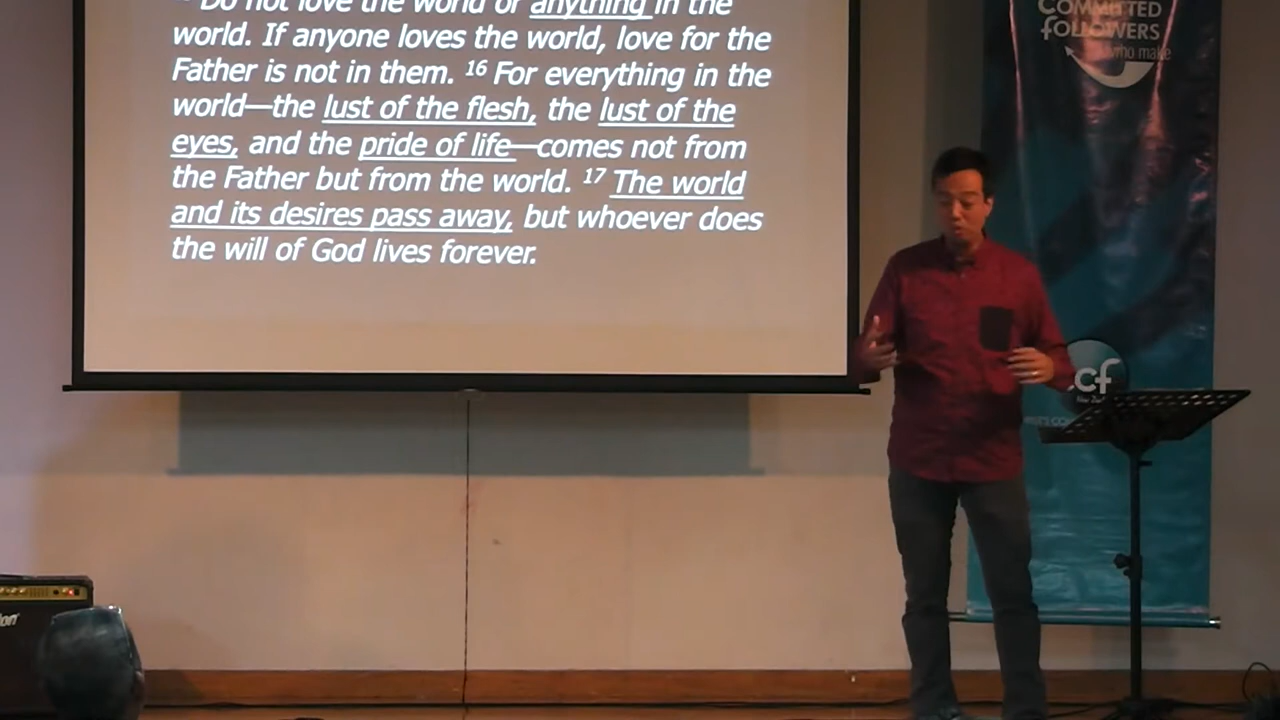 Do not love the world or anything in the
world. If anyone loves the world, love for the
Father is not in them. 16 For everything in the
world—the lust of the flesh, the lust of the
eyes, and the pride of life—comes not from
the Father but from the world. 17 The world
and its desires pass away, but whoever does
the will of God lives forever.
COMMITTED
fOLLOWERS
who make
cf